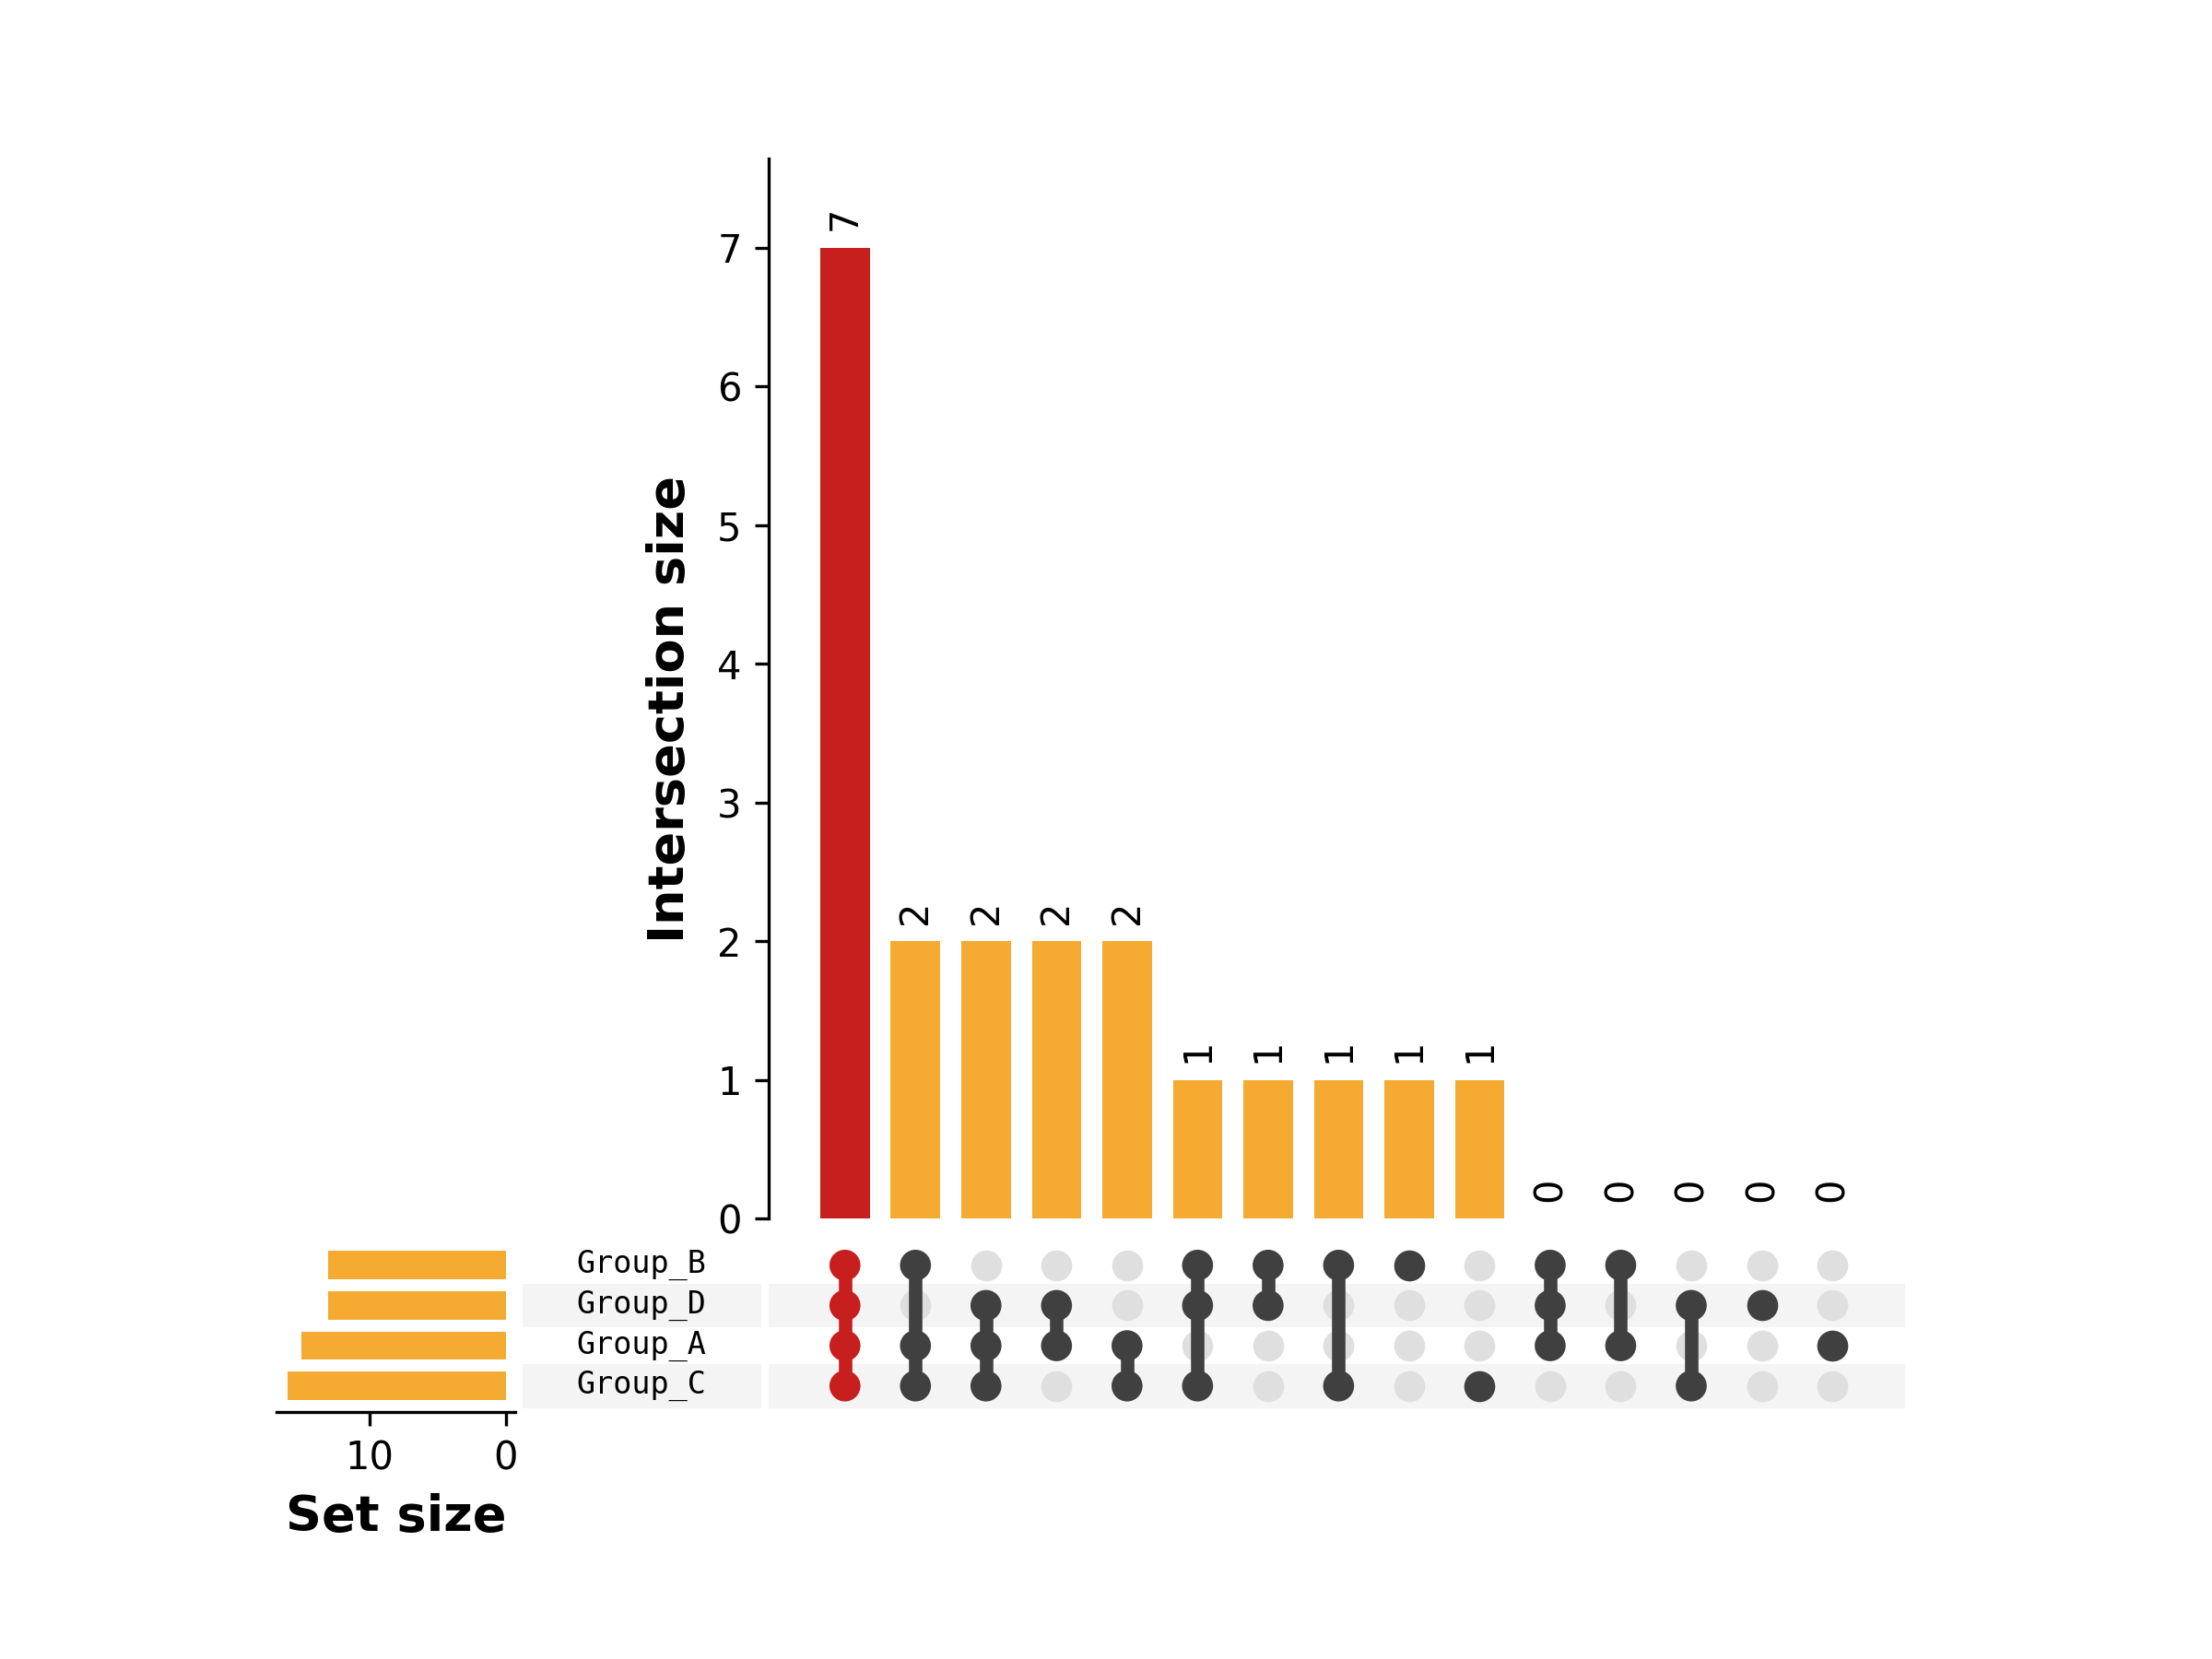 7
7
6
5
4
3
2
1
0
Intersection size
2 2 2 2
1 1 1 1 1
0 0 0 0 0
Group_B
Group_D
Group_A
Group_C
10 0
Set size